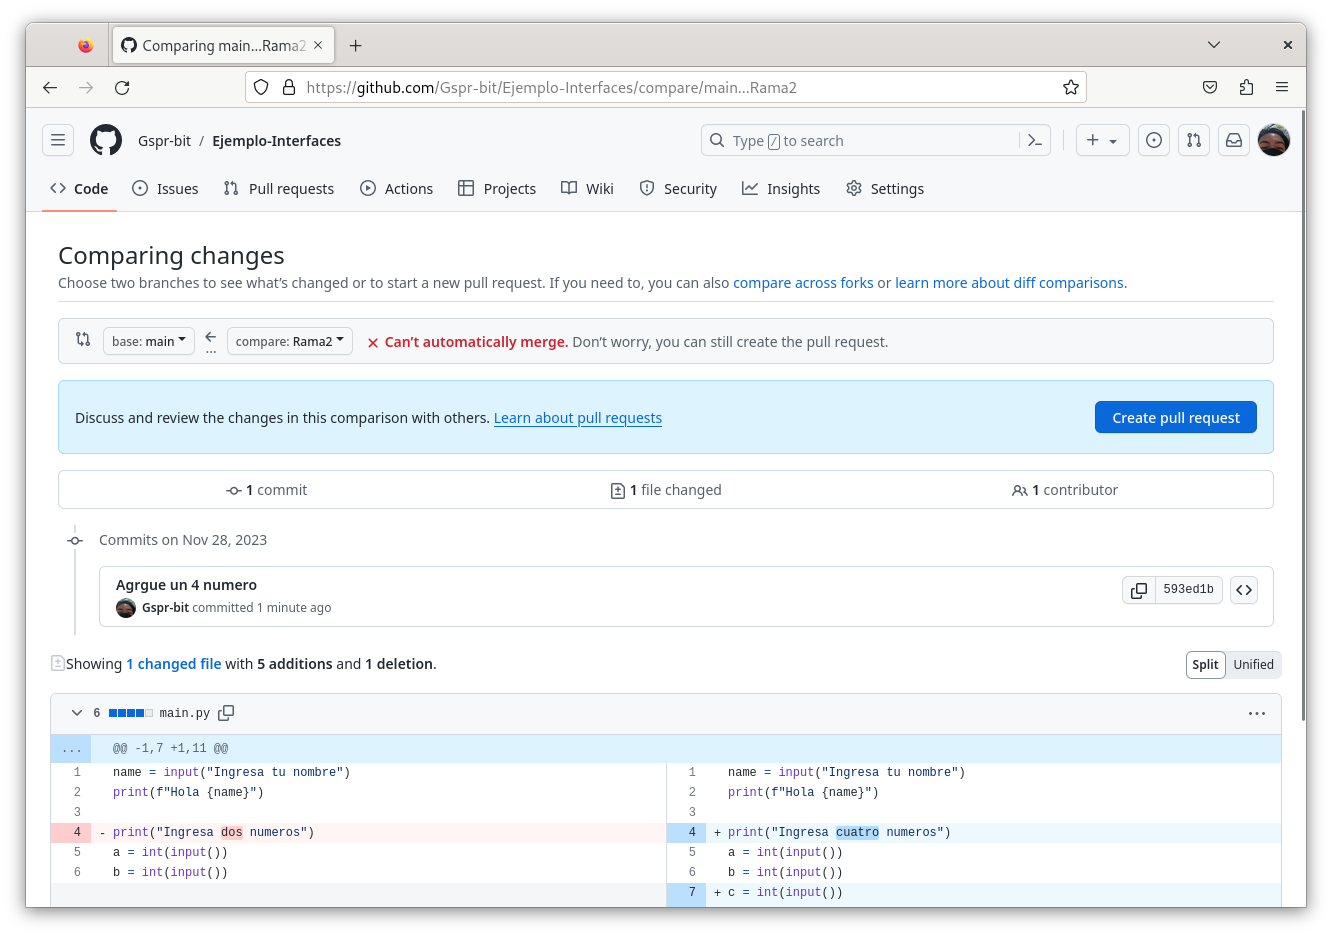 Comparing main...Rama2
https://github.com/Gspr-bit/Ejemplo-Interfaces/compare/main...Rama2
Gspr-bit / Ejemplo-Interfaces
Type / to search
Code Issues Pull requests Actions Projects Wiki Security Insights Settings
Comparing changes
Choose two branches to see what's changed or to start a new pull request. If you need to, you can also compare across forks or learn more about diff comparisons.
base: main ... compare: Rama2 Can't automatically merge. Don't worry, you can still create the pull request.
Discuss and review the changes in this comparison with others. Learn about pull requests Create pull request
1 commit 1 file changed 1 contributor
Commits on Nov 28, 2023
Agrgue un 4 numero
593ed1b
Gspr-bit committed 1 minute ago
Showing 1 changed file with 5 additions and 1 deletion. Split Unified
6 main.py
... @@ -1,7 +1,11 @@
1 name = input("Ingresa tu nombre") 1 name = input("Ingresa tu nombre")
2 print(f"Hola {name}") 2 print(f"Hola {name}")
3 3
4 - print("Ingresa dos numeros") 4 + print("Ingresa cuatro numeros")
5 a = int(input()) 5 a = int(input())
6 b = int(input()) 6 b = int(input())
7 + c = int(input())